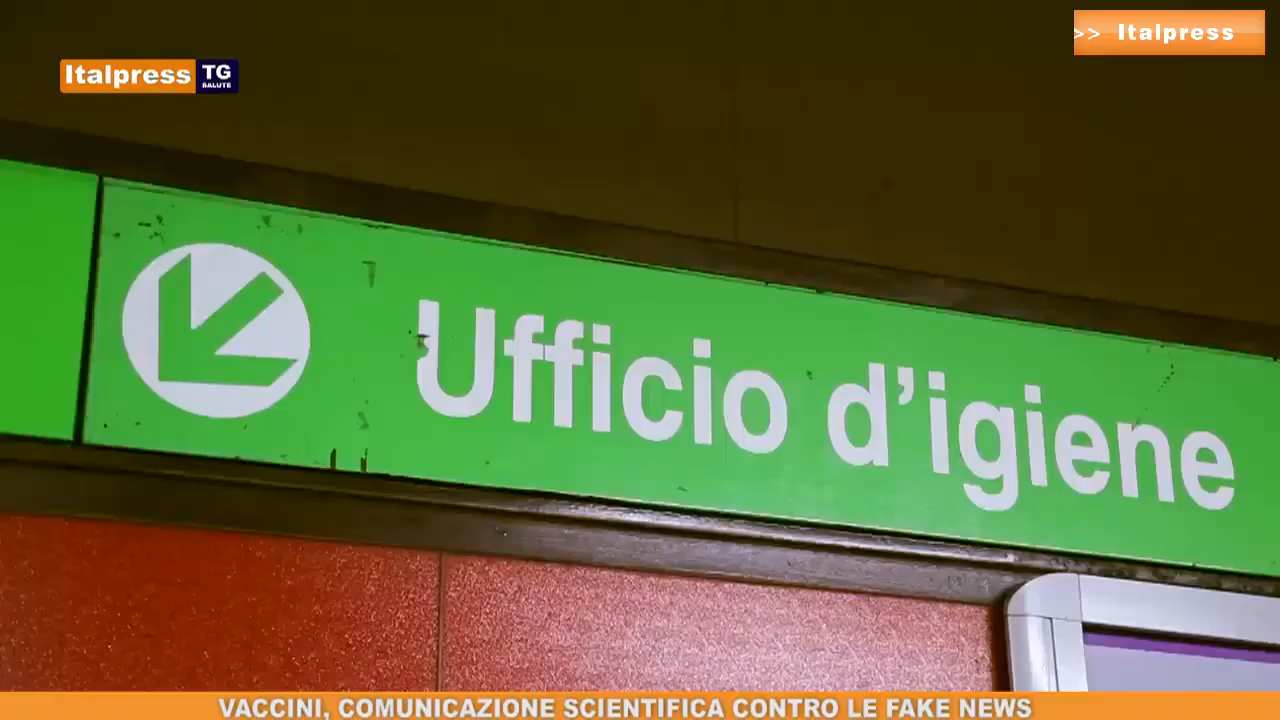 >> Italpress
Italpress TG
SALUTE
Ufficio d'igiene
VACCINI, COMUNICAZIONE SCIENTIFICA CONTRO LE FAKE NEWS